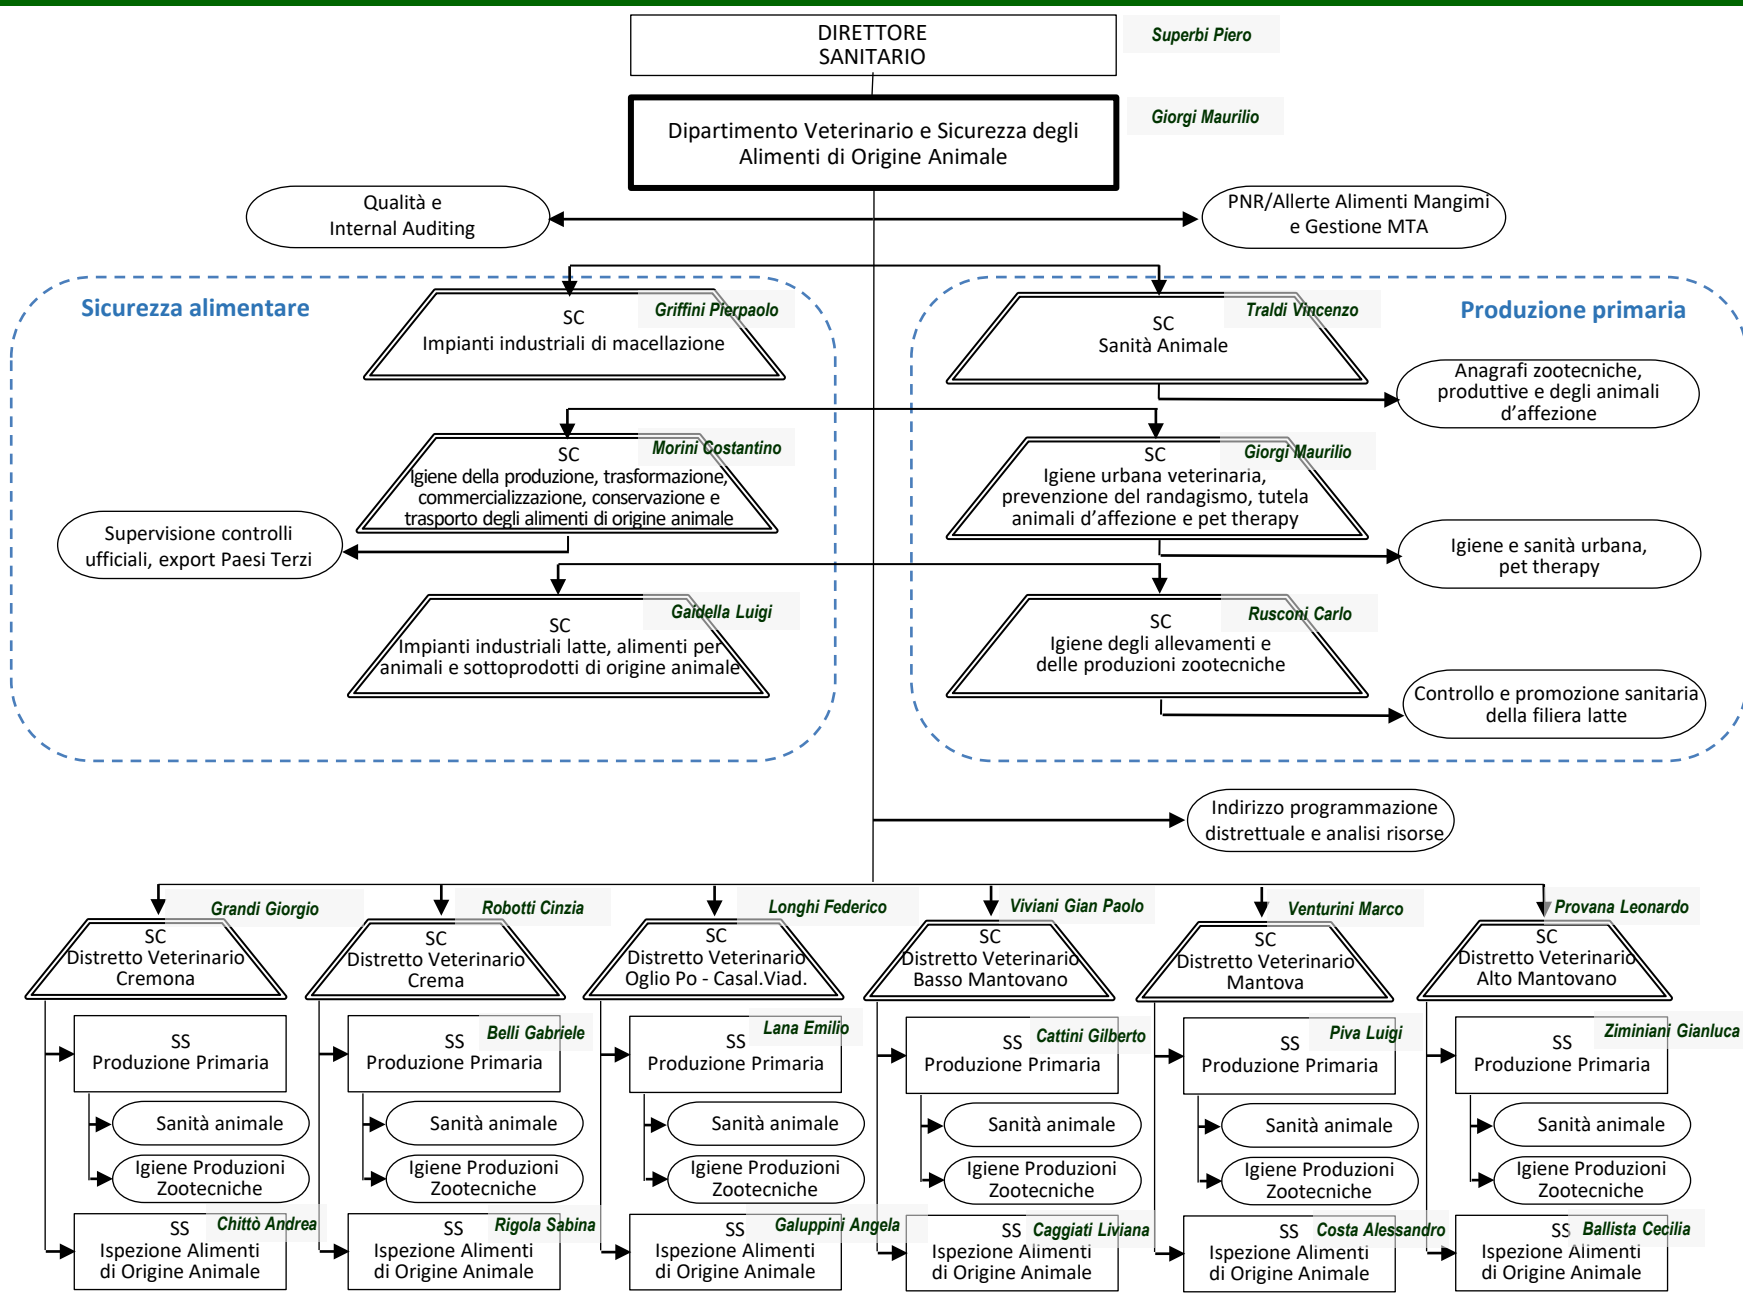 DIRETTORE
SANITARIO
Superbi Piero
Dipartimento Veterinario e Sicurezza degli
Alimenti di Origine Animale
Giorgi Maurilio
Qualità e
Internal Auditing
PNR/Allerte Alimenti Mangimi
e Gestione MTA
Sicurezza alimentare
Griffini Pierpaolo
SC
Impianti industriali di macellazione
Morini Costantino
SC
Igiene della produzione, trasformazione,
commercializzazione, conservazione e
trasporto degli alimenti di origine animale
Supervisione controlli
ufficiali, export Paesi Terzi
Gaidella Luigi
SC
Impianti industriali latte, alimenti per
animali e sottoprodotti di origine animale
Produzione primaria
Traldi Vincenzo
SC
Sanità Animale
Anagrafi zootecniche,
produttive e degli animali
d’affezione
Giorgi Maurilio
SC
Igiene urbana veterinaria,
prevenzione del randagismo, tutela
animali d’affezione e pet therapy
Igiene e sanità urbana,
pet therapy
Rusconi Carlo
SC
Igiene degli allevamenti e
delle produzioni zootecniche
Controllo e promozione sanitaria
della filiera latte
Indirizzo programmazione
distrettuale e analisi risorse
Grandi Giorgio
SC
Distretto Veterinario
Cremona
SS
Produzione Primaria
Sanità animale
Igiene Produzioni
Zootecniche
Chittò Andrea
SS
Ispezione Alimenti
di Origine Animale
Robotti Cinzia
SC
Distretto Veterinario
Crema
Belli Gabriele
SS
Produzione Primaria
Sanità animale
Igiene Produzioni
Zootecniche
Rigola Sabina
SS
Ispezione Alimenti
di Origine Animale
Longhi Federico
SC
Distretto Veterinario
Oglio Po - Casal.Viad.
Lana Emilio
SS
Produzione Primaria
Sanità animale
Igiene Produzioni
Zootecniche
Galuppini Angela
SS
Ispezione Alimenti
di Origine Animale
Viviani Gian Paolo
SC
Distretto Veterinario
Basso Mantovano
Cattini Gilberto
SS
Produzione Primaria
Sanità animale
Igiene Produzioni
Zootecniche
Caggiati Liviana
SS
Ispezione Alimenti
di Origine Animale
Venturini Marco
SC
Distretto Veterinario
Mantova
Piva Luigi
SS
Produzione Primaria
Sanità animale
Igiene Produzioni
Zootecniche
Costa Alessandro
SS
Ispezione Alimenti
di Origine Animale
Provana Leonardo
SC
Distretto Veterinario
Alto Mantovano
Ziminiani Gianluca
SS
Produzione Primaria
Sanità animale
Igiene Produzioni
Zootecniche
Ballista Cecilia
SS
Ispezione Alimenti
di Origine Animale